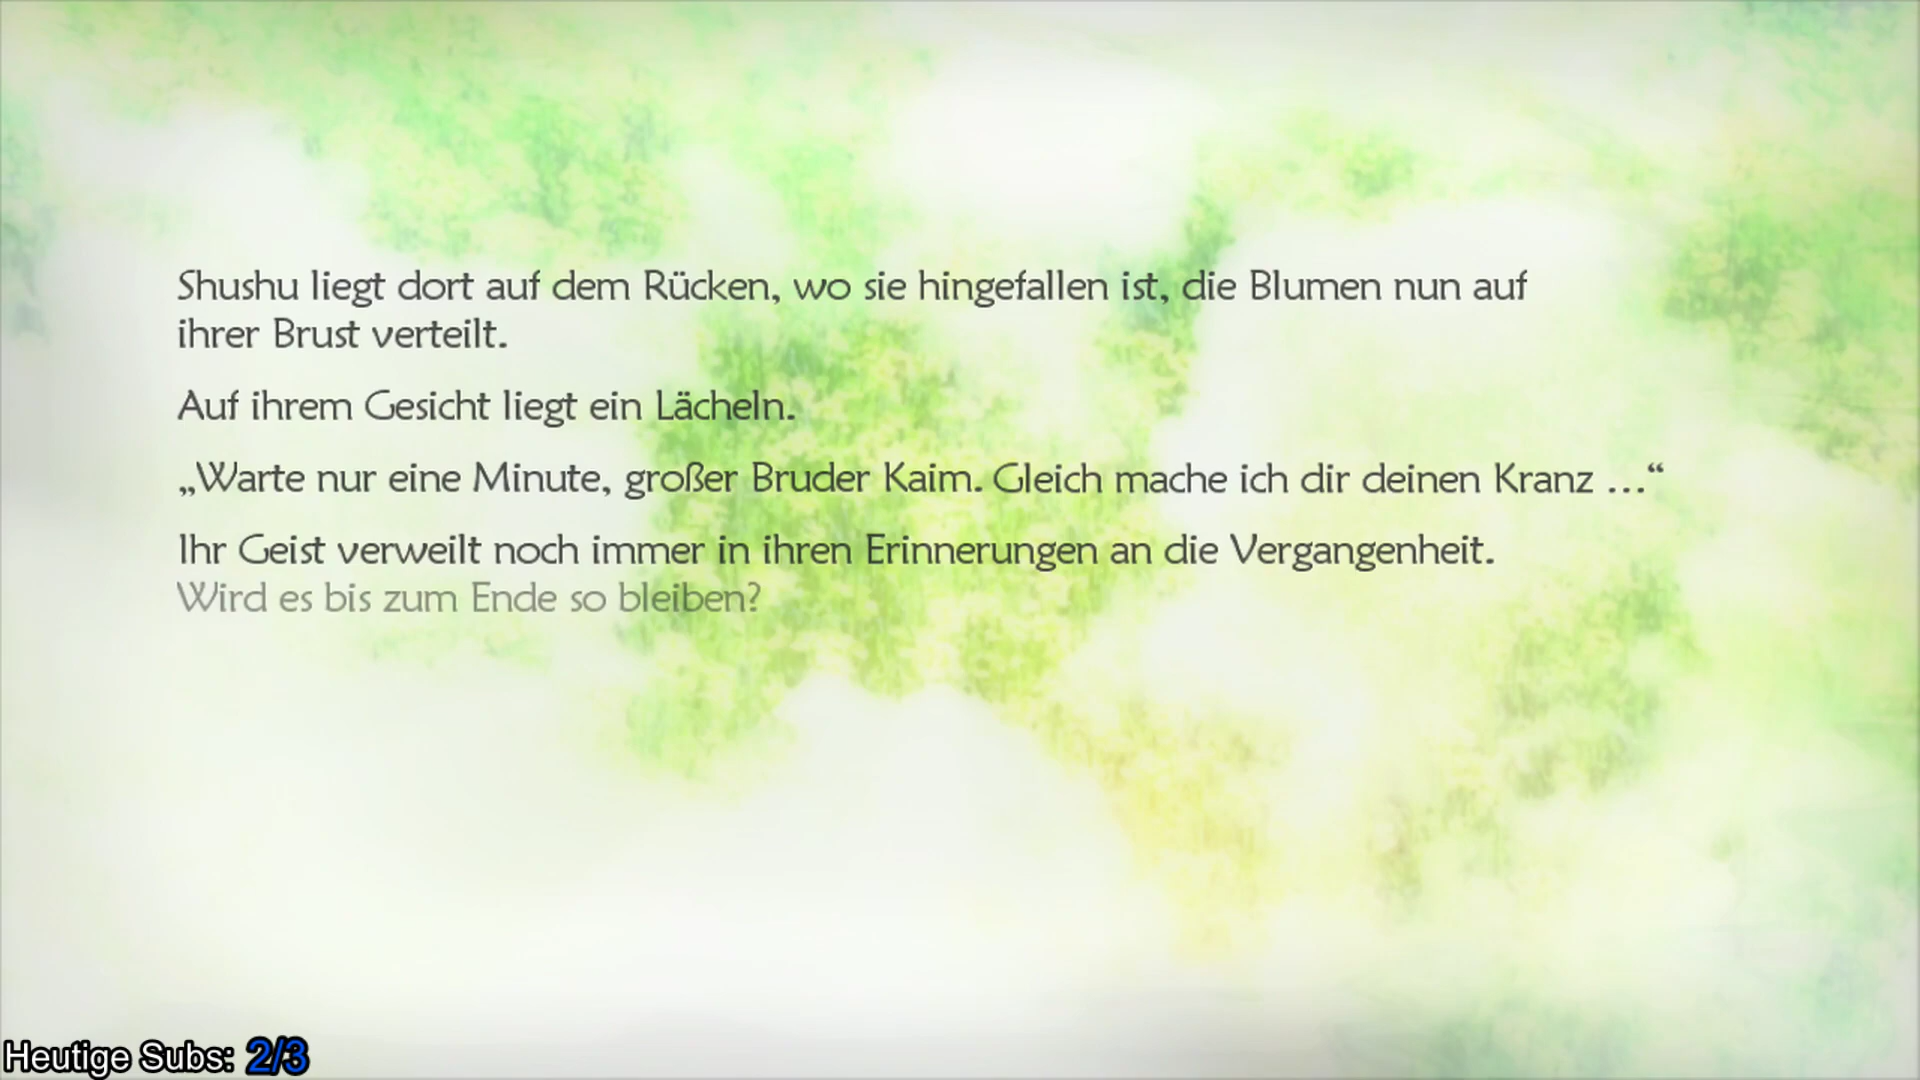 Shushu liegt dort auf dem Rücken, wo sie hingefallen ist, die Blumen nun auf
ihrer Brust verteilt.
Auf ihrem Gesicht liegt ein Lächeln.
„Warte nur eine Minute, großer Bruder Kaim. Gleich mache ich dir deinen Kranz …“
Ihr Geist verweilt noch immer in ihren Erinnerungen an die Vergangenheit.
Wird es bis zum Ende so bleiben?
Heutige Subs: 2/3